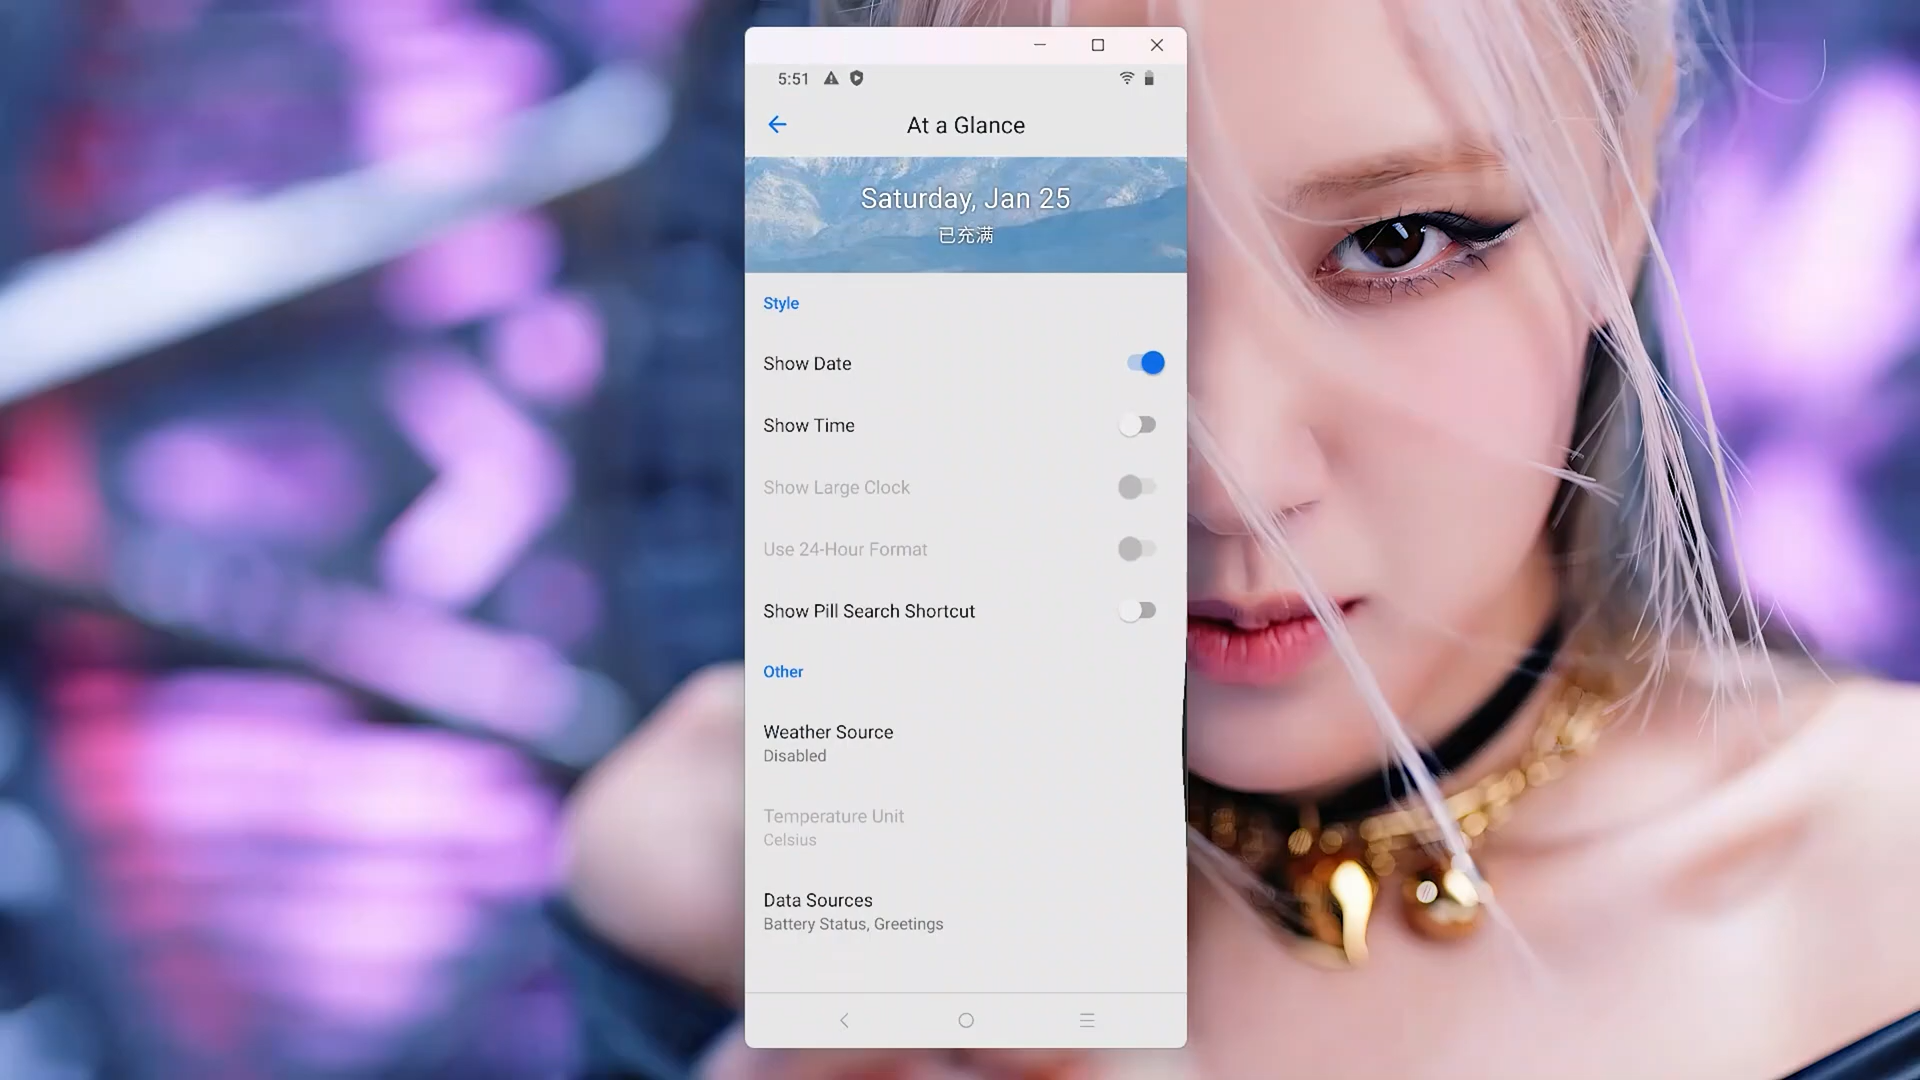 5:51
At a Glance
Saturday, Jan 25
已充满
Style
Show Date
Show Time
Show Large Clock
Use 24-Hour Format
Show Pill Search Shortcut
Other
Weather Source
Disabled
Temperature Unit
Celsius
Data Sources
Battery Status, Greetings